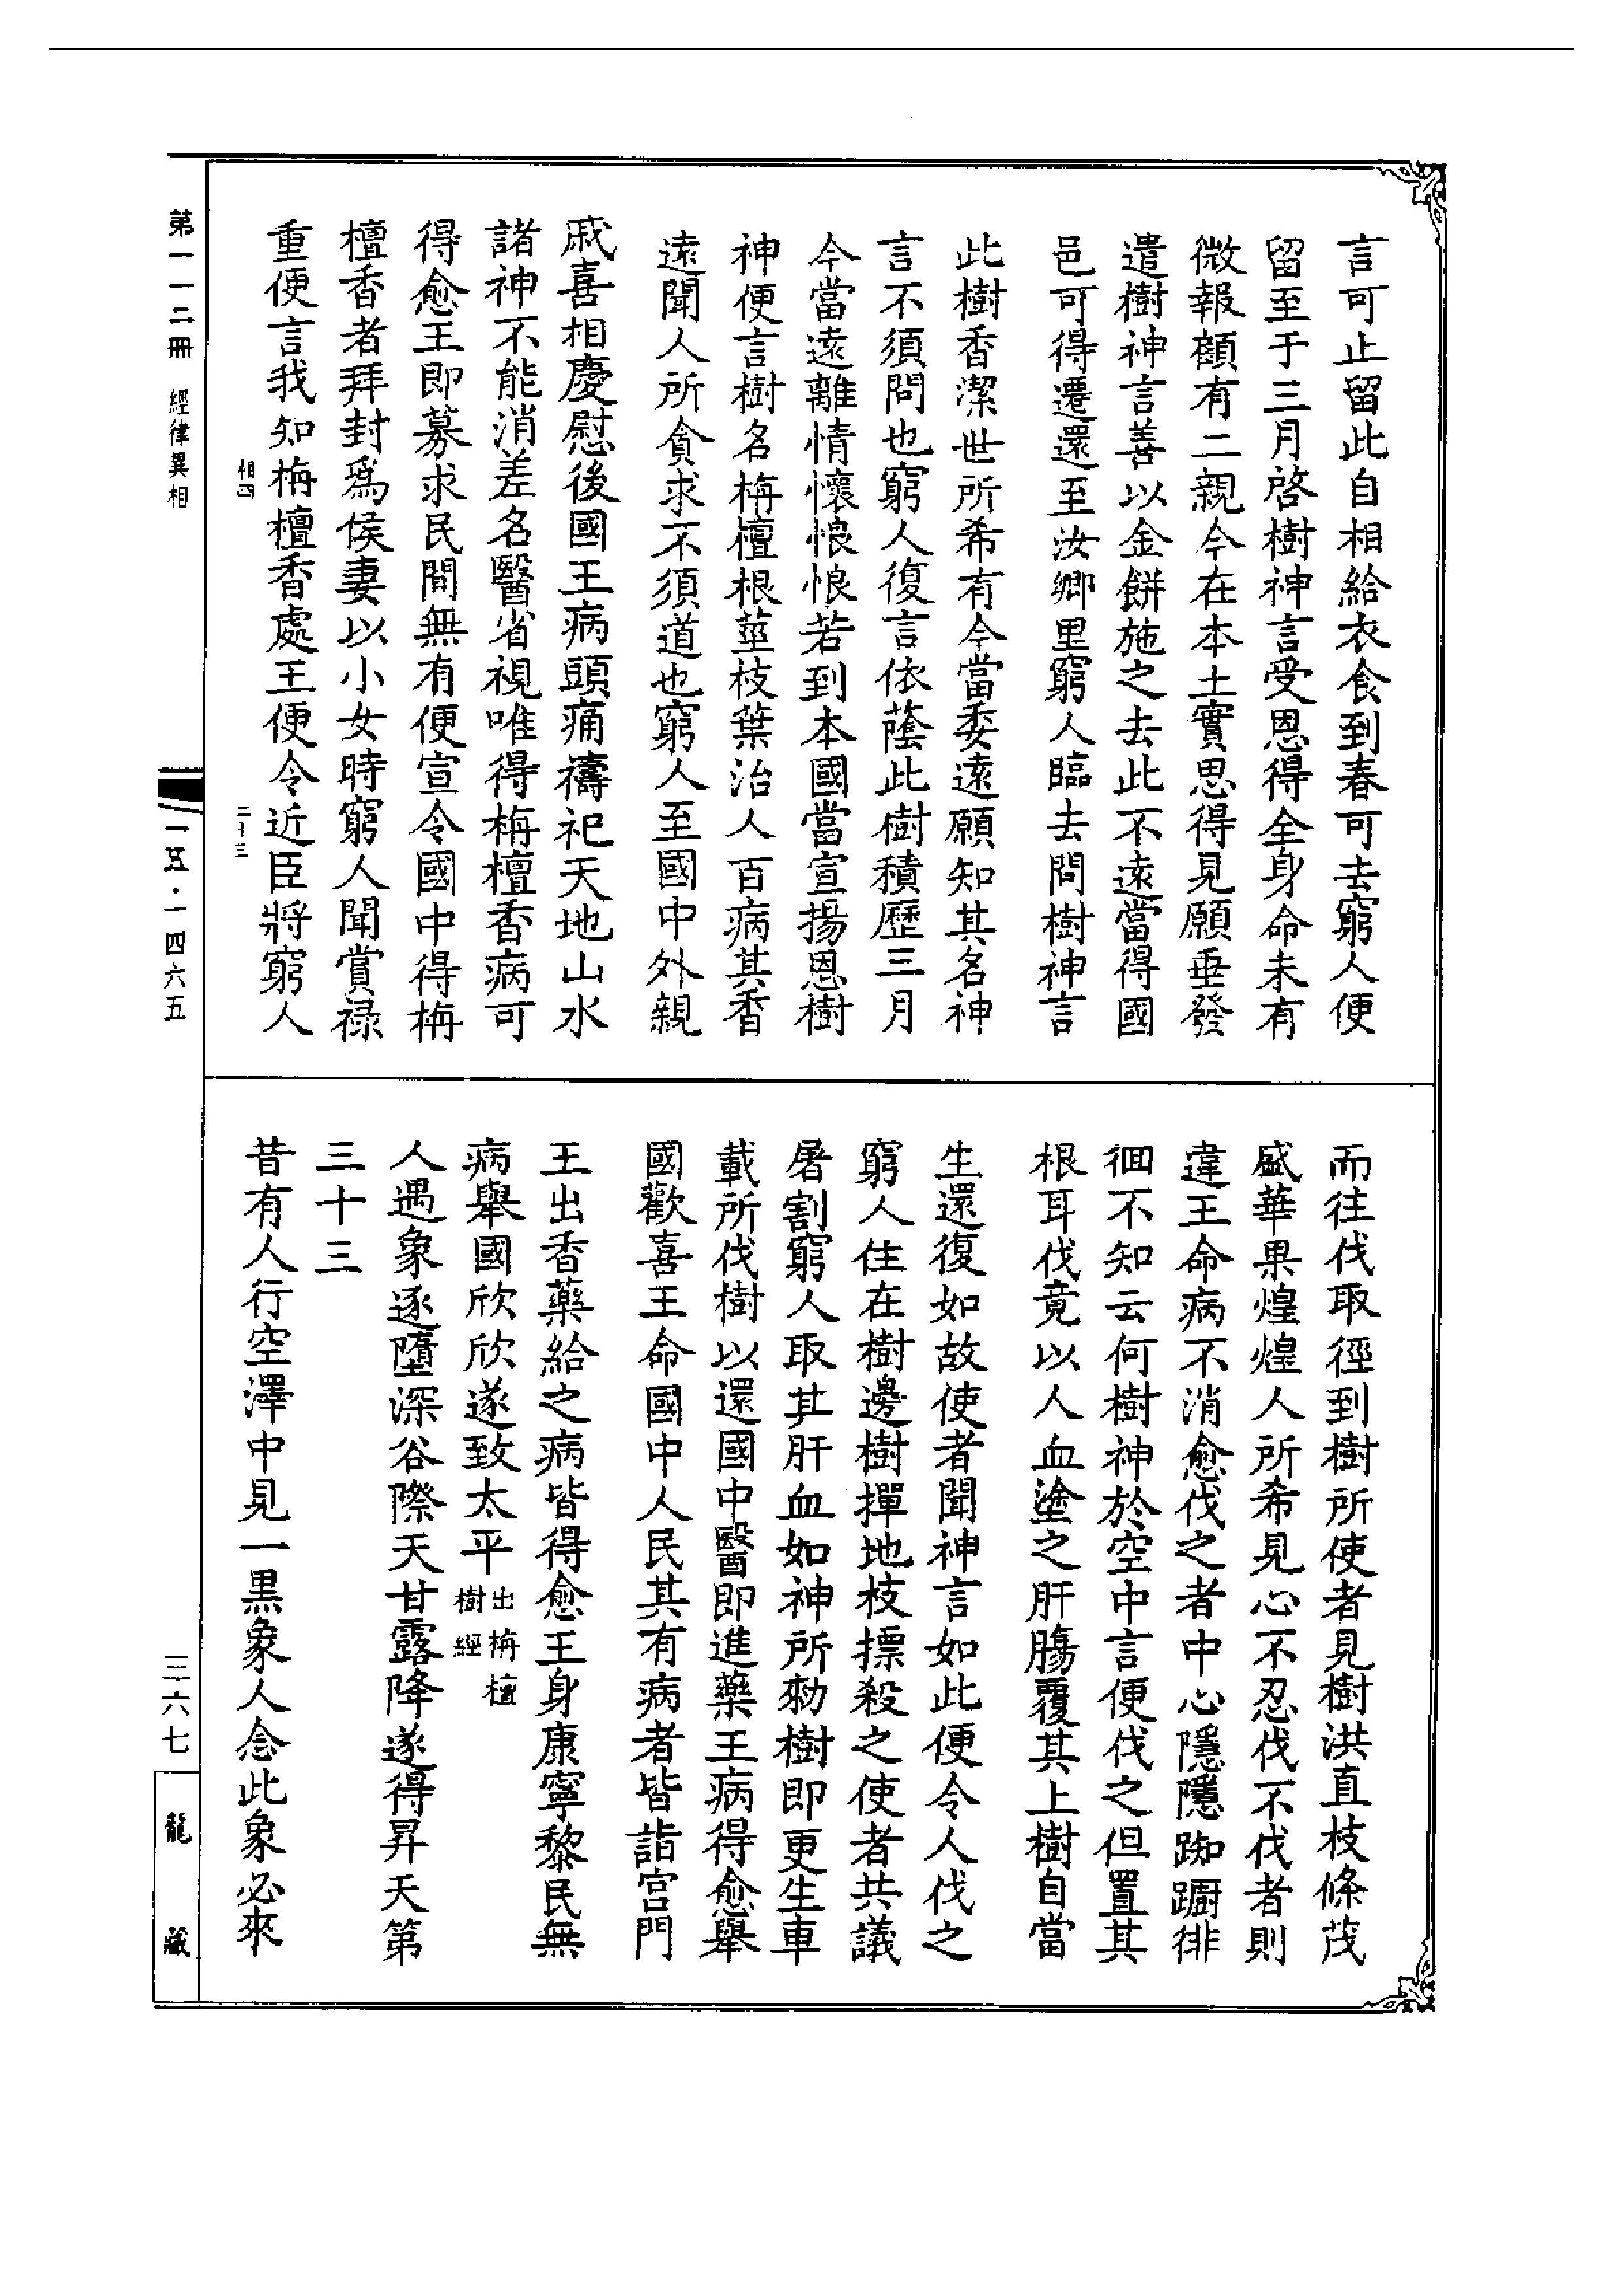 言可止留此自相給衣食到春可去窮人便
留至于三月啓樹神言受恩得全身命未有
微報顧有二親今在本土實思得見願垂發
遣樹神言善以金餅施之去此不遠當得國
邑可得遷還至汝鄉里窮人臨去問樹神言
此樹香潔世所希有今當委遠願知其名神
言不須問也窮人復言依蔭此樹積歷三月
今當遠離情懷悢悢若到本國當宣揚恩樹
神便言樹名栴檀根莖枝葉治人百病其香
遠聞人所貪求不須道也窮人至國中外親
戚喜相慶慰後國王病頭痛禱祀天地山水
諸神不能消差名醫省視唯得栴檀香病可
得愈王即募求民間無有便宣令國中得栴
檀香者拜封爲侯妻以小女時窮人聞賞祿
重便言我知栴檀香處王便令近臣將窮人
而往伐取徑到樹所使者見樹洪直枝條茂
盛華果煌煌人所希見心不忍伐不伐者則
違王命病不消愈伐之者中心隱隱踟躕徘
徊不知云何樹神於空中言便伐之但置其
根耳伐竟以人血塗之肝腸覆其上樹自當
生還復如故使者聞神言如此便令人伐之
窮人住在樹邊樹撣地枝摽殺之使者共議
屠割窮人取其肝血如神所勑樹即更生車
載所伐樹以還國中醫即進藥王病得愈舉
國歡喜王命國中人民其有病者皆詣宮門
王出香藥給之病皆得愈王身康寧黎民無
病舉國欣欣遂致太平出栴檀樹經
人遇象逐墮深谷際天甘露降遂得昇天第
三十三
昔有人行空澤中見一黑象人念此象必來
相四
二十三
第一一二冊 經律異相
一五·一四六五
三六七
龍藏